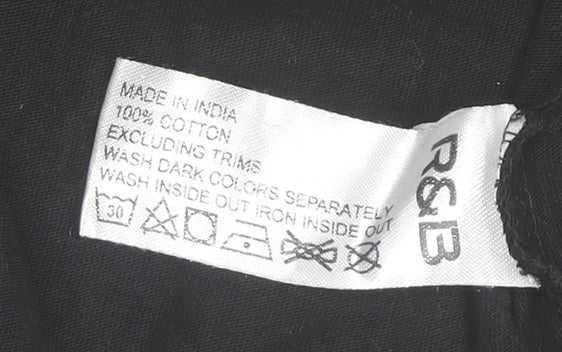 MADE IN INDIA
100% COTTON
EXCLUDING TRIMS
WASH DARK COLORS SEPARATELY
WASH INSIDE OUT IRON INSIDE OUT
30
R&B